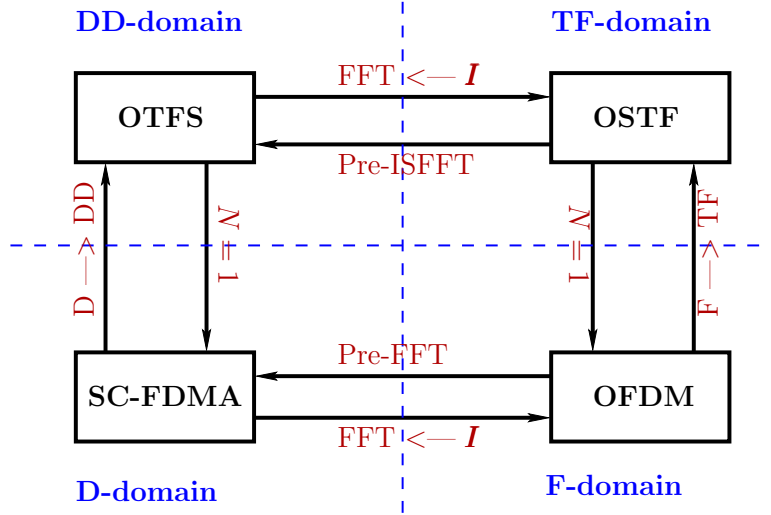 DD-domain
TF-domain
FFT <— I
OTFS
OSTF
Pre-ISFFT
D —> DD
N = 1
N = 1
F —> TF
Pre-FFT
SC-FDMA
OFDM
FFT <— I
D-domain
F-domain